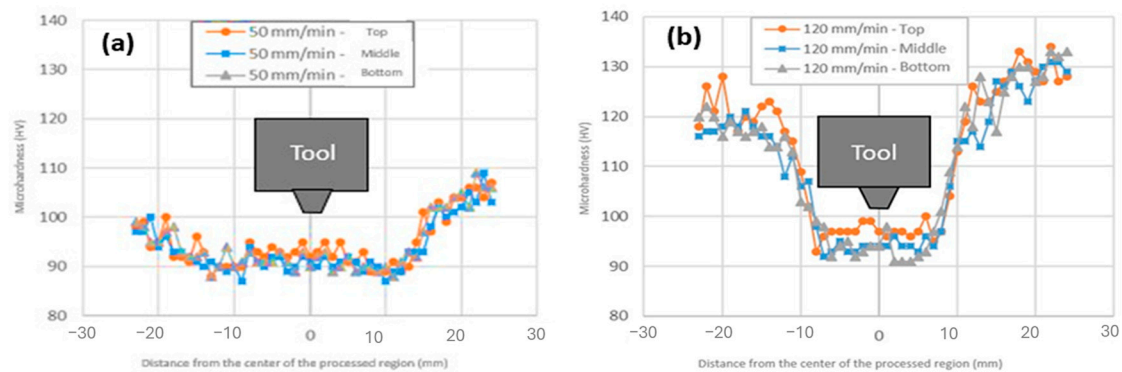 (a)
50 mm/min - Top
50 mm/min - Middle
50 mm/min - Bottom
Tool
Microhardness (HV)
140
130
120
110
100
90
80
−30 −20 −10 0 10 20 30
Distance from the center of the processed region (mm)
(b)
120 mm/min - Top
120 mm/min - Middle
120 mm/min - Bottom
Tool
Microhardness (HV)
140
130
120
110
100
90
80
−30 −20 −10 0 10 20 30
Distance from the center of the processed region (mm)